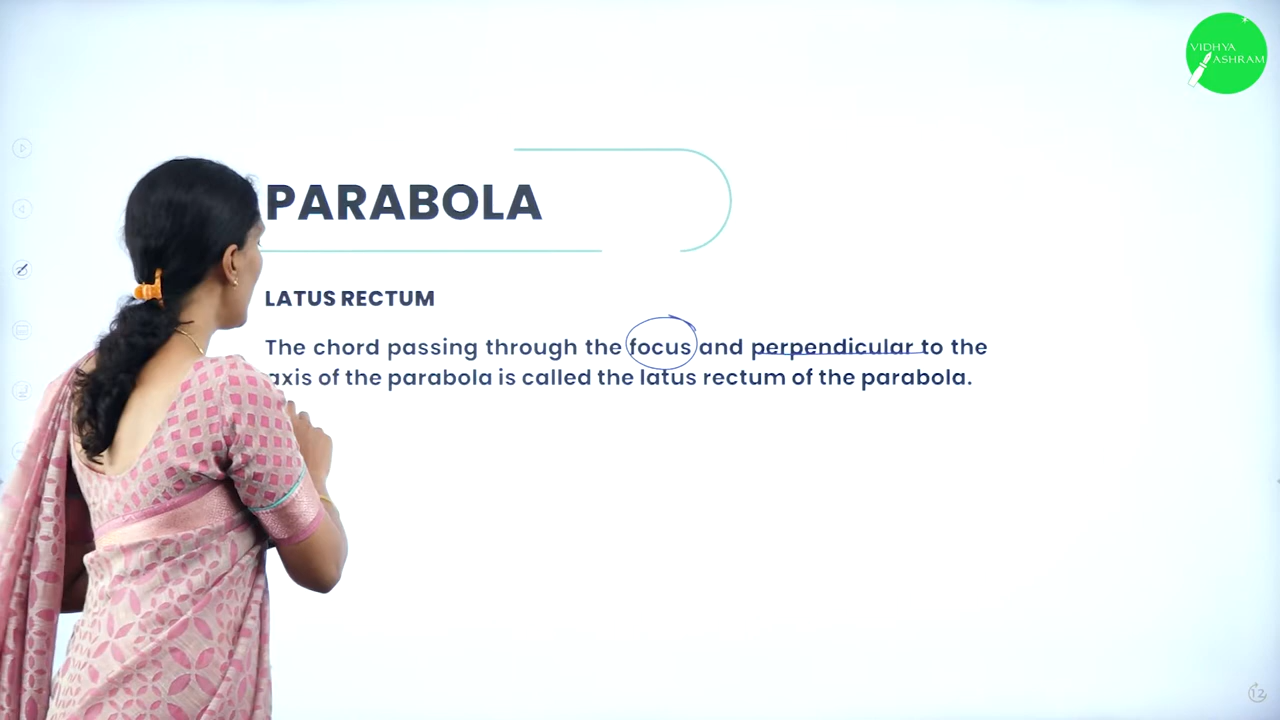 VIDHYA
ASHRAM
PARABOLA
LATUS RECTUM
The chord passing through the focus and perpendicular to the
axis of the parabola is called the latus rectum of the parabola.
12